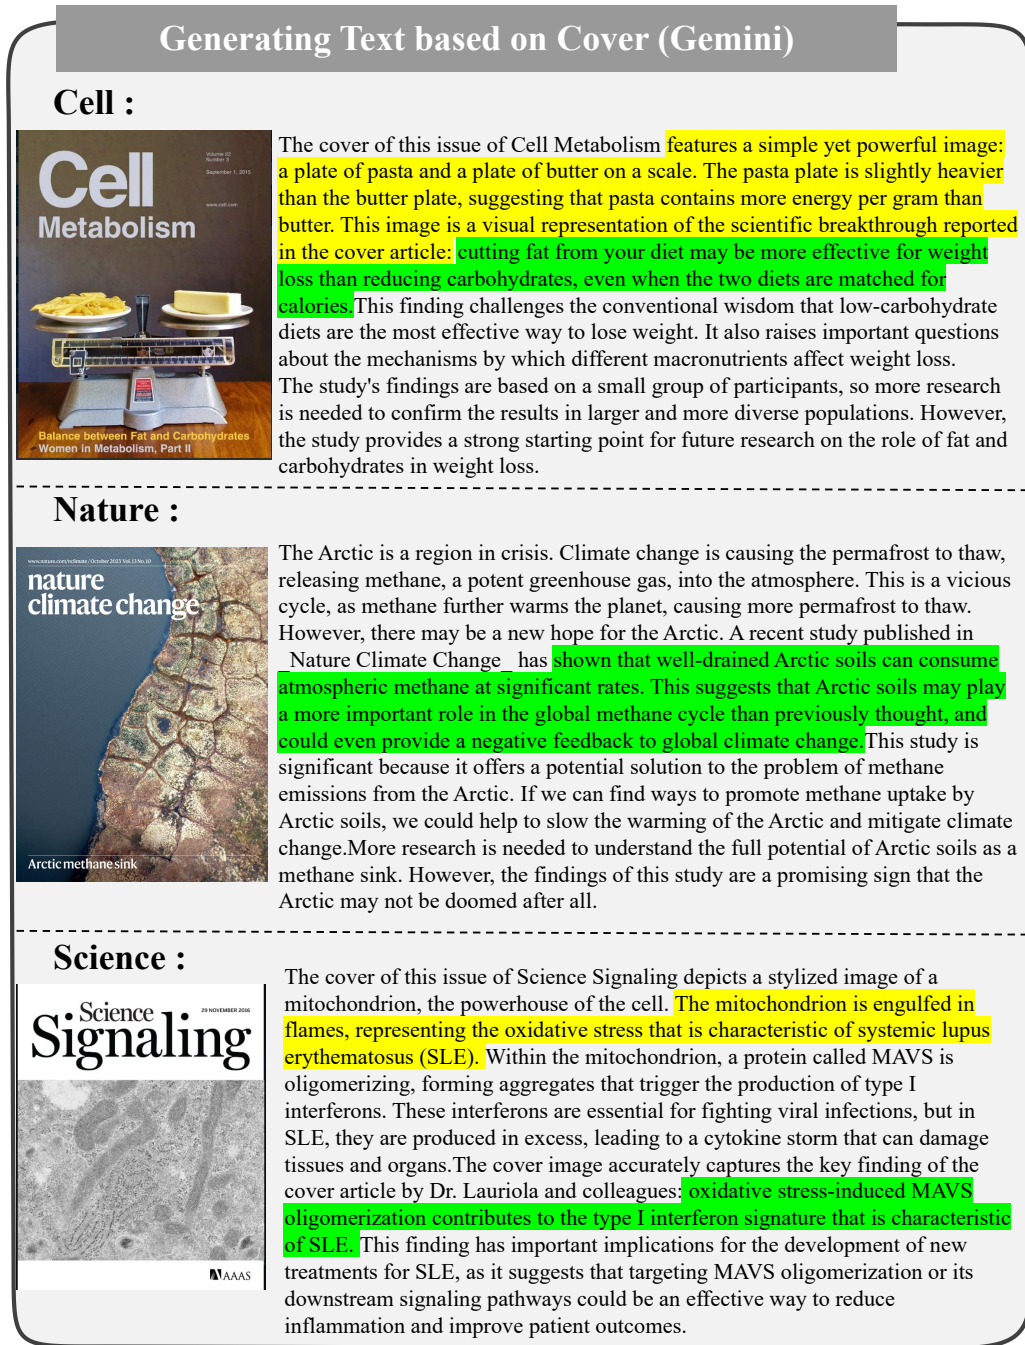 Generating Text based on Cover (Gemini)
Cell :
Cell
Metabolism
Volume 22
Number 3
September 1, 2015
www.cell.com
Balance between Fat and Carbohydrates
Women in Metabolism, Part II
The cover of this issue of Cell Metabolism features a simple yet powerful image:
a plate of pasta and a plate of butter on a scale. The pasta plate is slightly heavier
than the butter plate, suggesting that pasta contains more energy per gram than
butter. This image is a visual representation of the scientific breakthrough reported
in the cover article: cutting fat from your diet may be more effective for weight
loss than reducing carbohydrates, even when the two diets are matched for
calories.This finding challenges the conventional wisdom that low-carbohydrate
diets are the most effective way to lose weight. It also raises important questions
about the mechanisms by which different macronutrients affect weight loss.
The study's findings are based on a small group of participants, so more research
is needed to confirm the results in larger and more diverse populations. However,
the study provides a strong starting point for future research on the role of fat and
carbohydrates in weight loss.
Nature :
www.nature.com/nclimate / October 2023 Vol. 13 No. 10
nature
climate change
Arctic methane sink
The Arctic is a region in crisis. Climate change is causing the permafrost to thaw,
releasing methane, a potent greenhouse gas, into the atmosphere. This is a vicious
cycle, as methane further warms the planet, causing more permafrost to thaw.
However, there may be a new hope for the Arctic. A recent study published in
_Nature Climate Change_ has shown that well-drained Arctic soils can consume
atmospheric methane at significant rates. This suggests that Arctic soils may play
a more important role in the global methane cycle than previously thought, and
could even provide a negative feedback to global climate change.This study is
significant because it offers a potential solution to the problem of methane
emissions from the Arctic. If we can find ways to promote methane uptake by
Arctic soils, we could help to slow the warming of the Arctic and mitigate climate
change.More research is needed to understand the full potential of Arctic soils as a
methane sink. However, the findings of this study are a promising sign that the
Arctic may not be doomed after all.
Science :
Science
29 NOVEMBER 2016
Signaling
AAAS
The cover of this issue of Science Signaling depicts a stylized image of a
mitochondrion, the powerhouse of the cell. The mitochondrion is engulfed in
flames, representing the oxidative stress that is characteristic of systemic lupus
erythematosus (SLE). Within the mitochondrion, a protein called MAVS is
oligomerizing, forming aggregates that trigger the production of type I
interferons. These interferons are essential for fighting viral infections, but in
SLE, they are produced in excess, leading to a cytokine storm that can damage
tissues and organs.The cover image accurately captures the key finding of the
cover article by Dr. Lauriola and colleagues: oxidative stress-induced MAVS
oligomerization contributes to the type I interferon signature that is characteristic
of SLE. This finding has important implications for the development of new
treatments for SLE, as it suggests that targeting MAVS oligomerization or its
downstream signaling pathways could be an effective way to reduce
inflammation and improve patient outcomes.